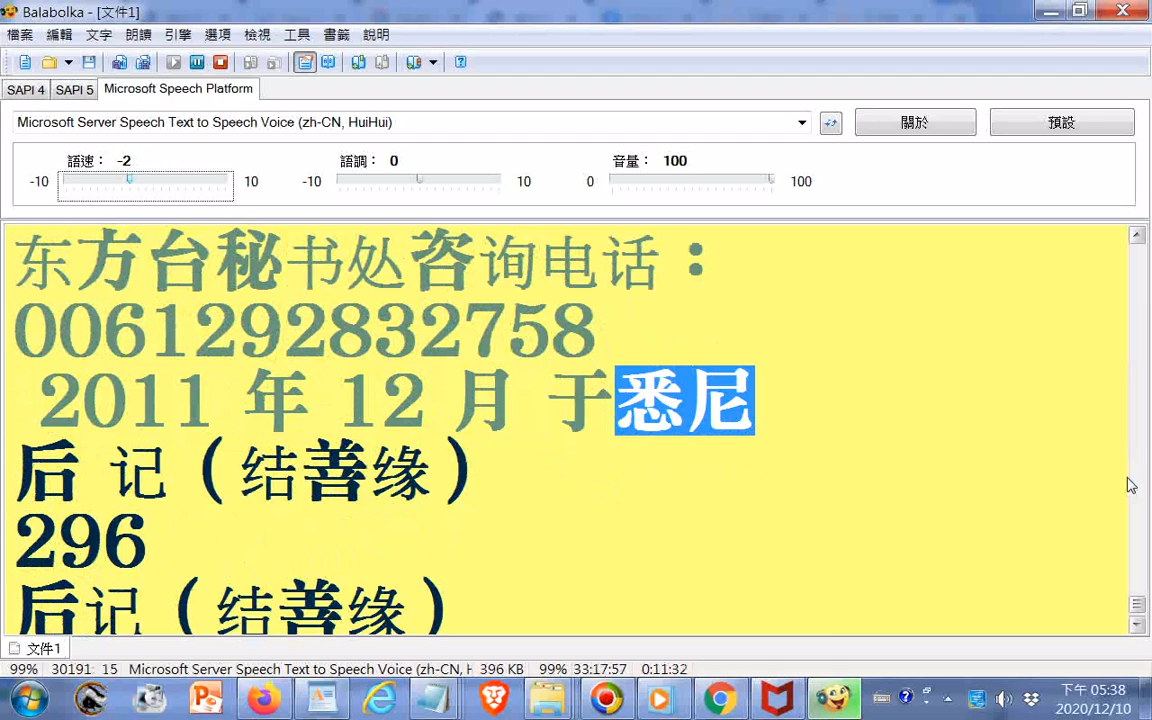 Balabolka - [文件1]
檔案 編輯 文字 朗讀 引擎 選項 檢視 工具 書籤 說明
SAPI 4 SAPI 5 Microsoft Speech Platform
Microsoft Server Speech Text to Speech Voice (zh-CN, HuiHui) 關於 預設
語速： -2 語調： 0 音量： 100
-10 10 -10 10 0 100
东方台秘书处咨询电话：
0061292832758
2011 年 12 月 于悉尼
后 记（结善缘）
296
后记（结善缘）
文件1
99% 30191: 15 Microsoft Server Speech Text to Speech Voice (zh-CN, H 396 KB 99% 33:17:57 0:11:32
下午 05:38
2020/12/10